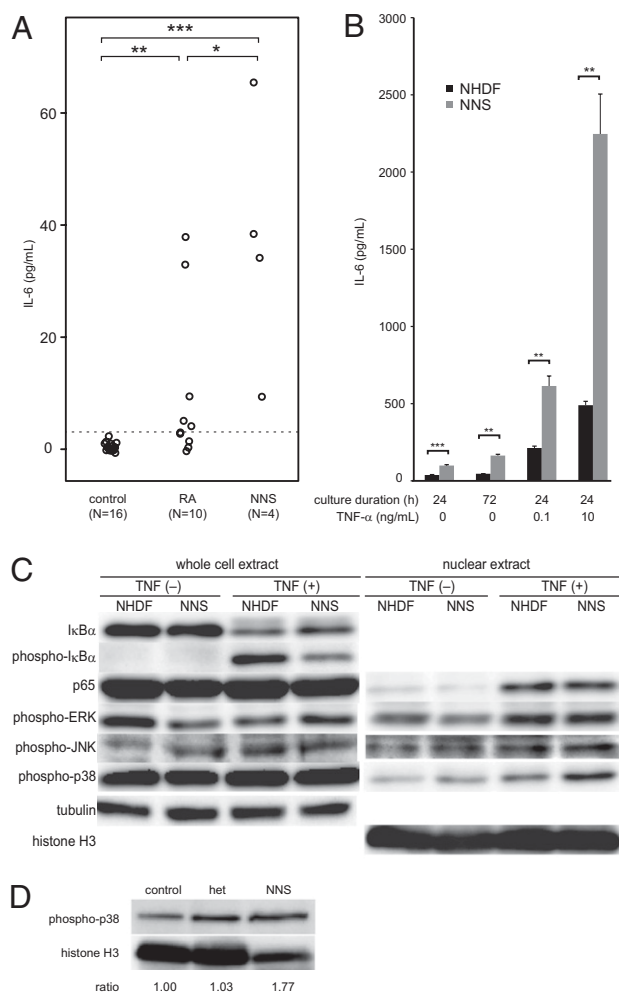 A
***
** *
60
40
20
0
IL-6 (pg/mL)
control RA NNS
(N=16) (N=10) (N=4)
B
3000
2500
2000
1500
1000
500
0
IL-6 (pg/mL)
NHDF
NNS
***
**
**
**
culture duration (h) 24 72 24 24
TNF-α (ng/mL) 0 0 0.1 10
C
whole cell extract nuclear extract
TNF (–) TNF (+) TNF (–) TNF (+)
NHDF NNS NHDF NNS NHDF NNS NHDF NNS
IκBα
phospho-IκBα
p65
phospho-ERK
phospho-JNK
phospho-p38
tubulin
histone H3
D
control het NNS
phospho-p38
histone H3
ratio 1.00 1.03 1.77